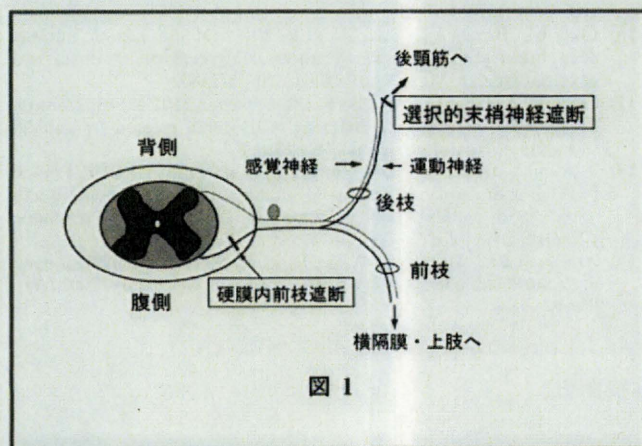 後頸筋へ
選択的末梢神経遮断
背側
感覚神経
運動神経
後枝
腹側
硬膜内前枝遮断
前枝
横隔膜・上肢へ
図 1